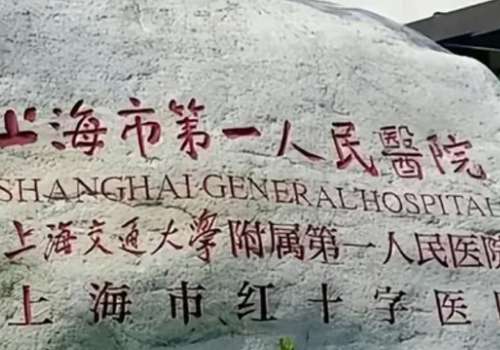 上海市第一人民醫院
SHANGHAI GENERAL HOSPITAL
上海交通大学附属第一人民医院
上海市红十字医